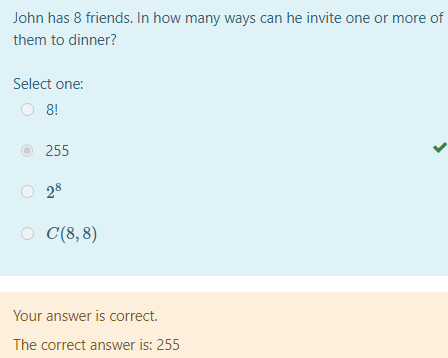 John has 8 friends. In how many ways can he invite one or more of
them to dinner?
Select one:
8!
255
2⁸
C(8, 8)
Your answer is correct.
The correct answer is: 255